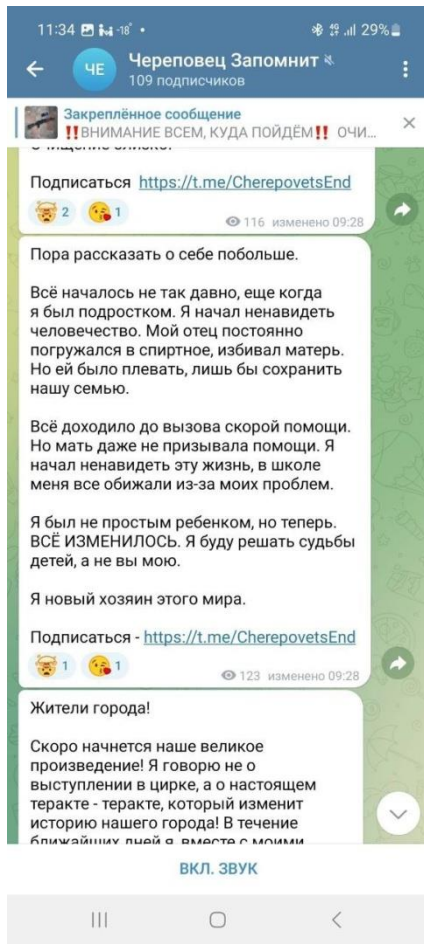 11:34 -18°
29%
ЧЕ
Череповец Запомнит
109 подписчиков
Закреплённое сообщение
‼ВНИМАНИЕ ВСЕМ, КУДА ПОЙДЁМ‼ ОЧИ...
Подписаться https://t.me/CherepovetsEnd
2 1
116 изменено 09:28
Пора рассказать о себе побольше.
Всё началось не так давно, еще когда
я был подростком. Я начал ненавидеть
человечество. Мой отец постоянно
погружался в спиртное, избивал матерь.
Но ей было плевать, лишь бы сохранить
нашу семью.
Всё доходило до вызова скорой помощи.
Но мать даже не призывала помощи. Я
начал ненавидеть эту жизнь, в школе
меня все обижали из-за моих проблем.
Я был не простым ребенком, но теперь.
ВСЁ ИЗМЕНИЛОСЬ. Я буду решать судьбы
детей, а не вы мою.
Я новый хозяин этого мира.
Подписаться - https://t.me/CherepovetsEnd
1 1
123 изменено 09:28
Жители города!
Скоро начнется наше великое
произведение! Я говорю не о
выступлении в цирке, а о настоящем
теракте - теракте, который изменит
историю нашего города! В течение
ближайших дней я, вместе с моими
ВКЛ. ЗВУК